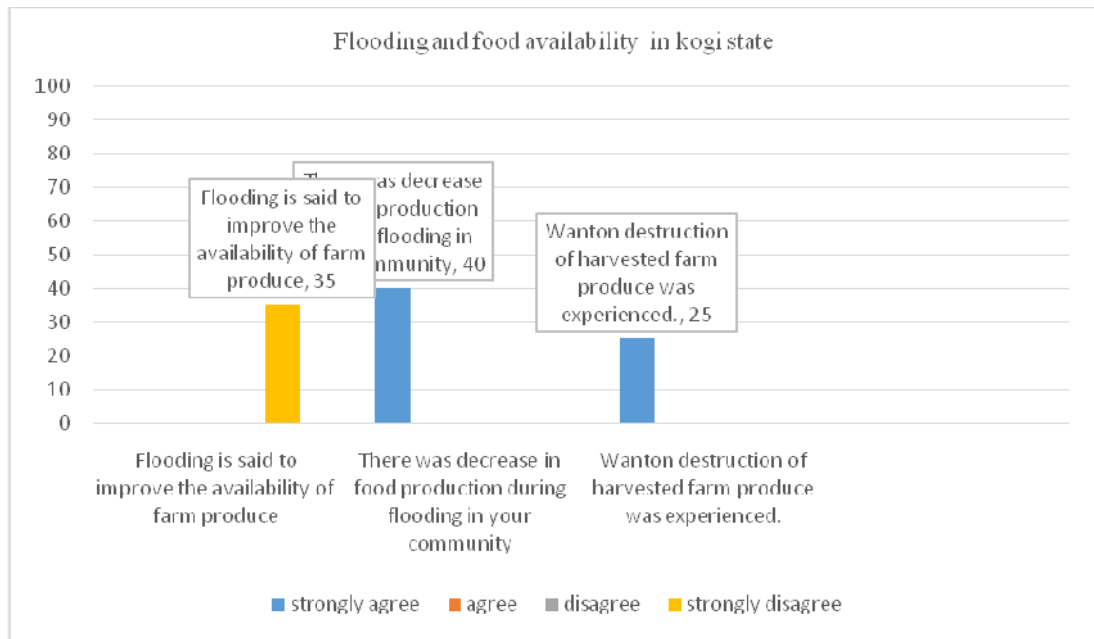 Flooding and food availability in kogi state
100
90
80
70
60
50
40
30
20
10
0
Flooding is said to
improve the
availability of farm
produce, 35
as decrease
production
flooding in
40
Wanton destruction
of harvested farm
produce was
experienced., 25
Flooding is said to
improve the availability of
farm produce
There was decrease in
food production during
flooding in your
community
Wanton destruction of
harvested farm produce
was experienced.
strongly agree agree disagree strongly disagree